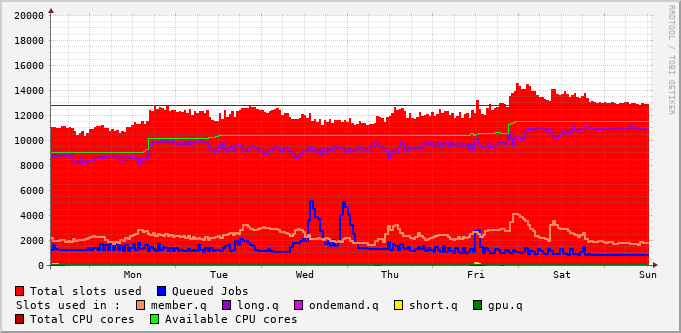 RRDTOOL / TOBI OETIKER
20000
18000
16000
14000
12000
10000
8000
6000
4000
2000
0
Mon Tue Wed Thu Fri Sat Sun
Total slots used Queued Jobs
Slots used in : member.q long.q ondemand.q short.q gpu.q
Total CPU cores Available CPU cores